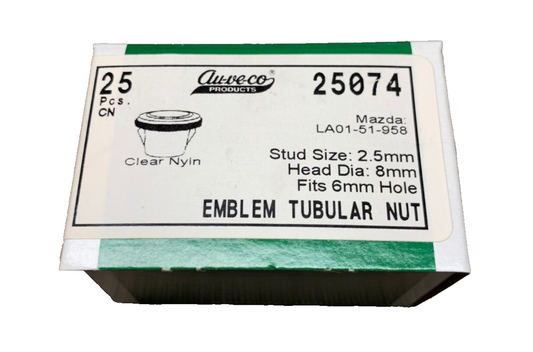 25
Pcs.
CN
Au-ve-co®
PRODUCTS
25074
Clear Nyln
Mazda:
LA01-51-958
Stud Size: 2.5mm
Head Dia: 8mm
Fits 6mm Hole
EMBLEM TUBULAR NUT